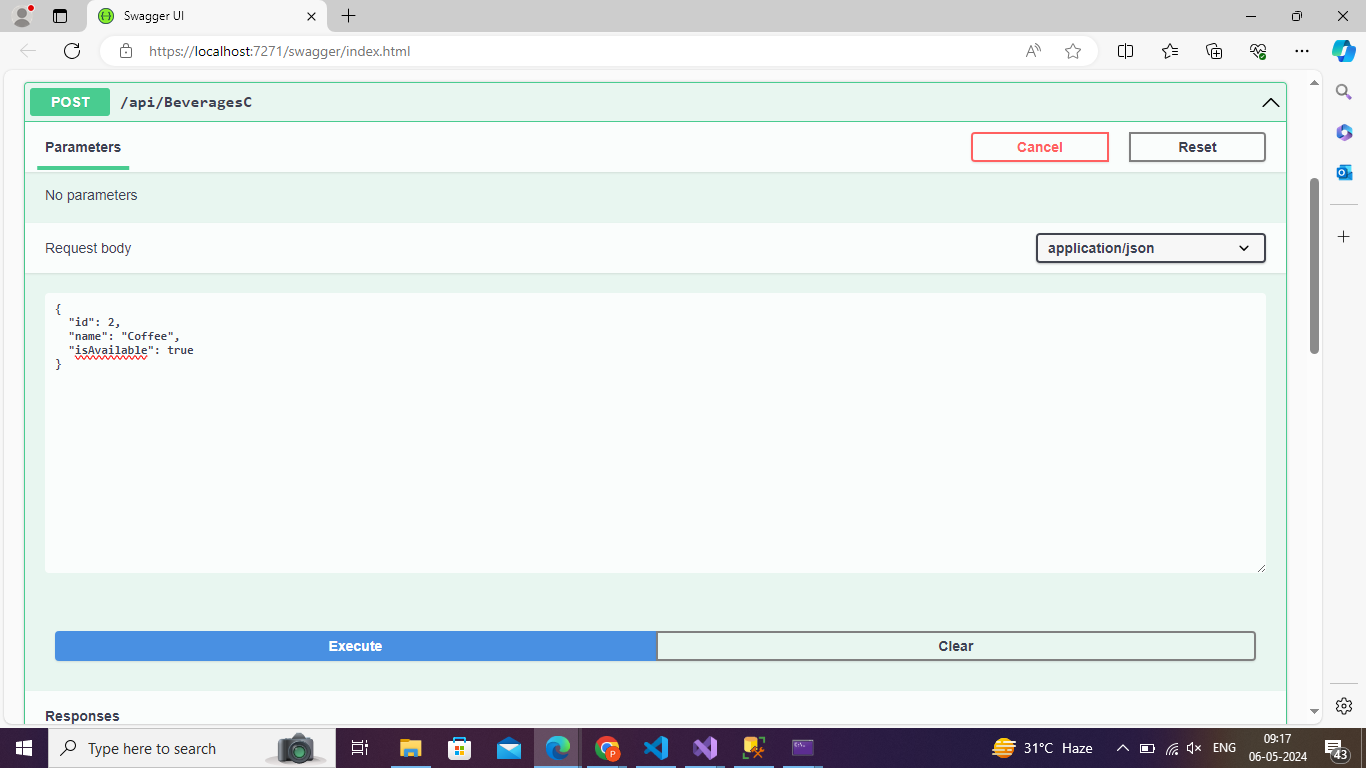 Swagger UI
https://localhost:7271/swagger/index.html
POST /api/BeveragesC
Parameters
Cancel
Reset
No parameters
Request body
application/json
{
"id": 2,
"name": "Coffee",
"isAvailable": true
}
Execute
Clear
Responses
Type here to search
31°C Haze
ENG
09:17
06-05-2024
43